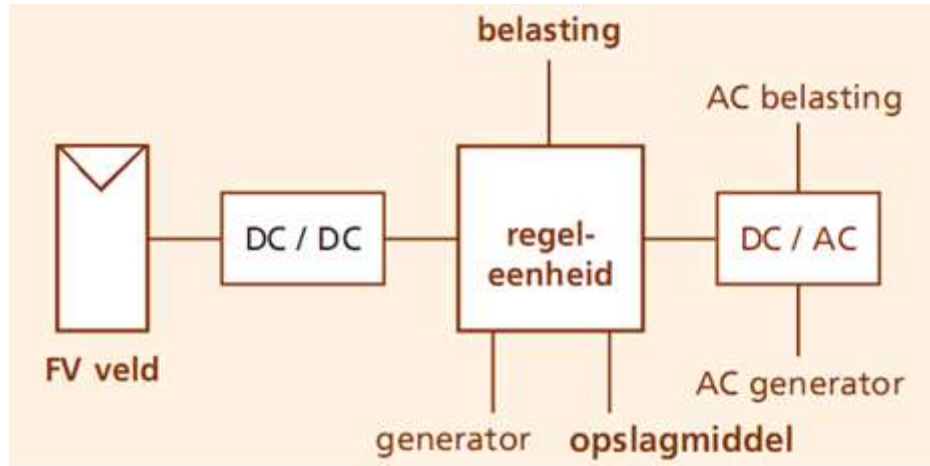 belasting
AC belasting
DC / DC
regel-
eenheid
DC / AC
FV veld
AC generator
generator
opslagmiddel